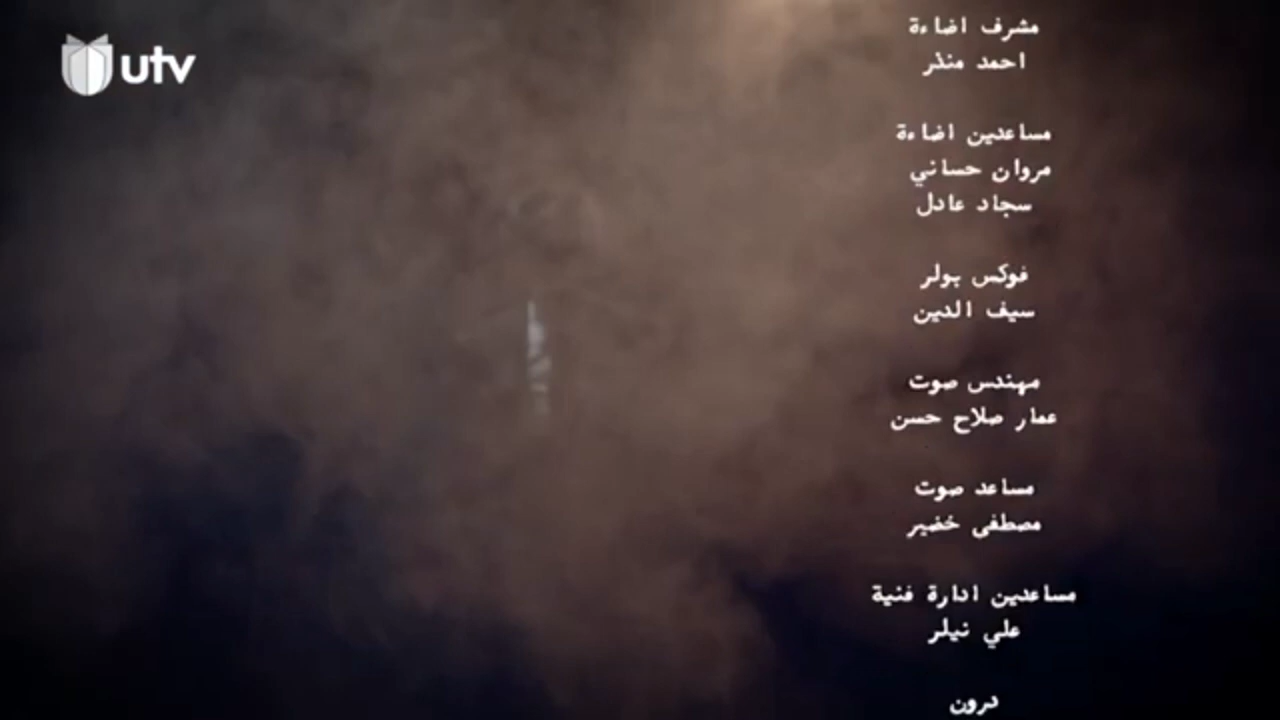 utv
مشرف اضاءة
احمد منذر
مساعدين اضاءة
مروان حساني
سجاد عادل
فوكس بولر
سيف الدين
مهندس صوت
عمار صلاح حسن
مساعد صوت
مصطفى خضير
مساعدين ادارة فنية
علي نيلر
درون